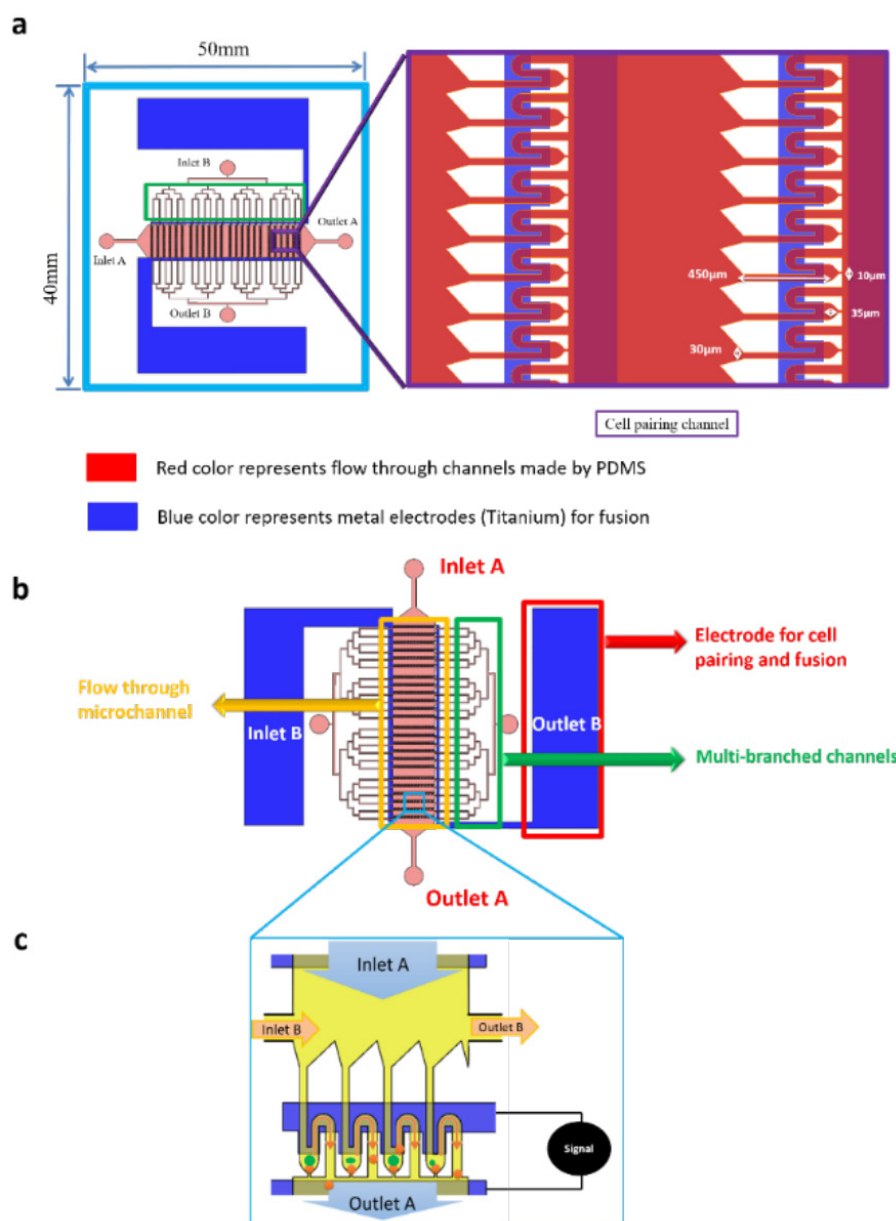 a
50mm
40mm
Inlet B
Outlet A
Inlet A
Outlet B
450μm
10μm
35μm
30μm
Cell pairing channel
Red color represents flow through channels made by PDMS
Blue color represents metal electrodes (Titanium) for fusion
b
Inlet A
Electrode for cell
pairing and fusion
Flow through
microchannel
Inlet B
Outlet B
Multi-branched channels
Outlet A
c
Inlet A
Inlet B
Outlet B
Signal
Outlet A